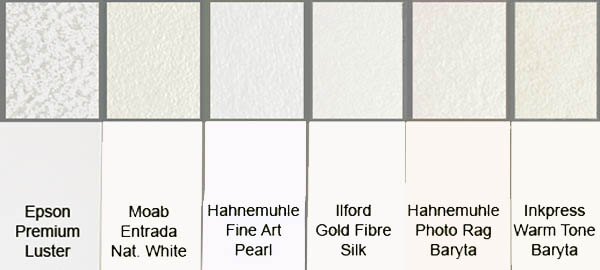 Epson
Premium
Luster
Moab
Entrada
Nat. White
Hahnemuhle
Fine Art
Pearl
Ilford
Gold Fibre
Silk
Hahnemuhle
Photo Rag
Baryta
Inkpress
Warm Tone
Baryta